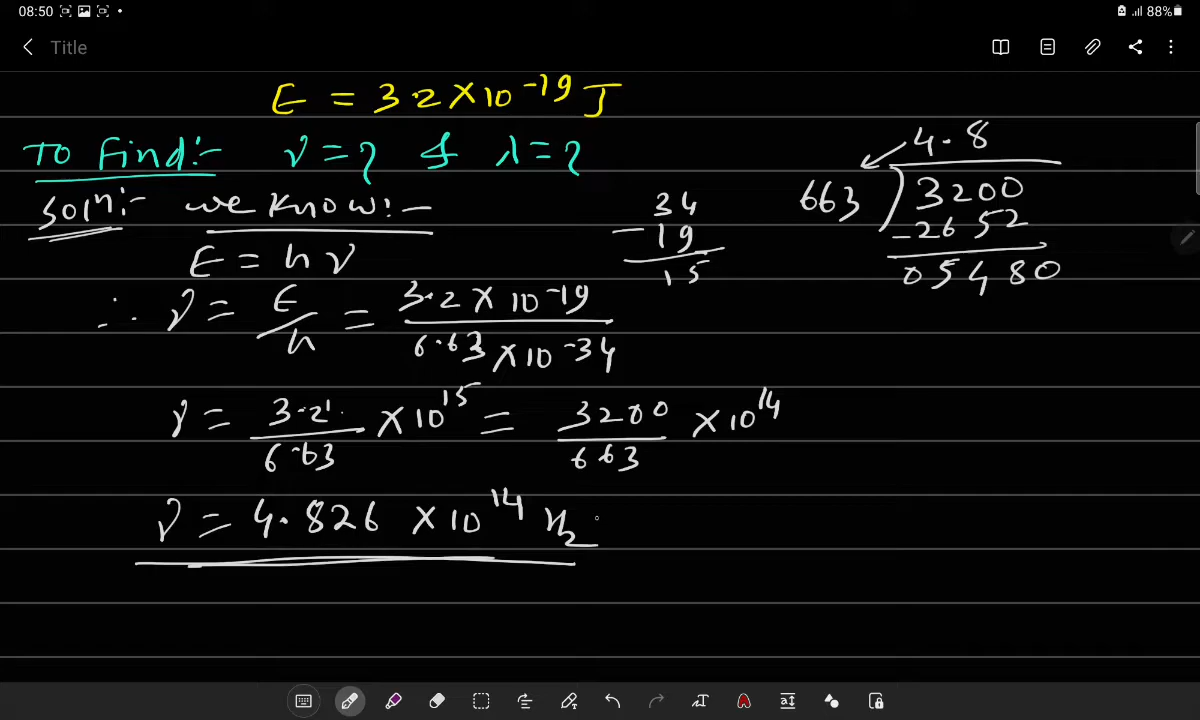 08:50
88%
Title
E = 3.2 × 10⁻¹⁹ J
To Find:- ν = ? & λ = ?
Soln:- we know:-
E = hν
∴ ν = E/h = 3.2 × 10⁻¹⁹ / 6.63 × 10⁻³⁴
ν = 3.2/6.63 × 10¹⁵ = 3200/663 × 10¹⁴
ν = 4.826 × 10¹⁴ Hz
34
- 19
15
4.8
663 ) 3200
- 2652
05480